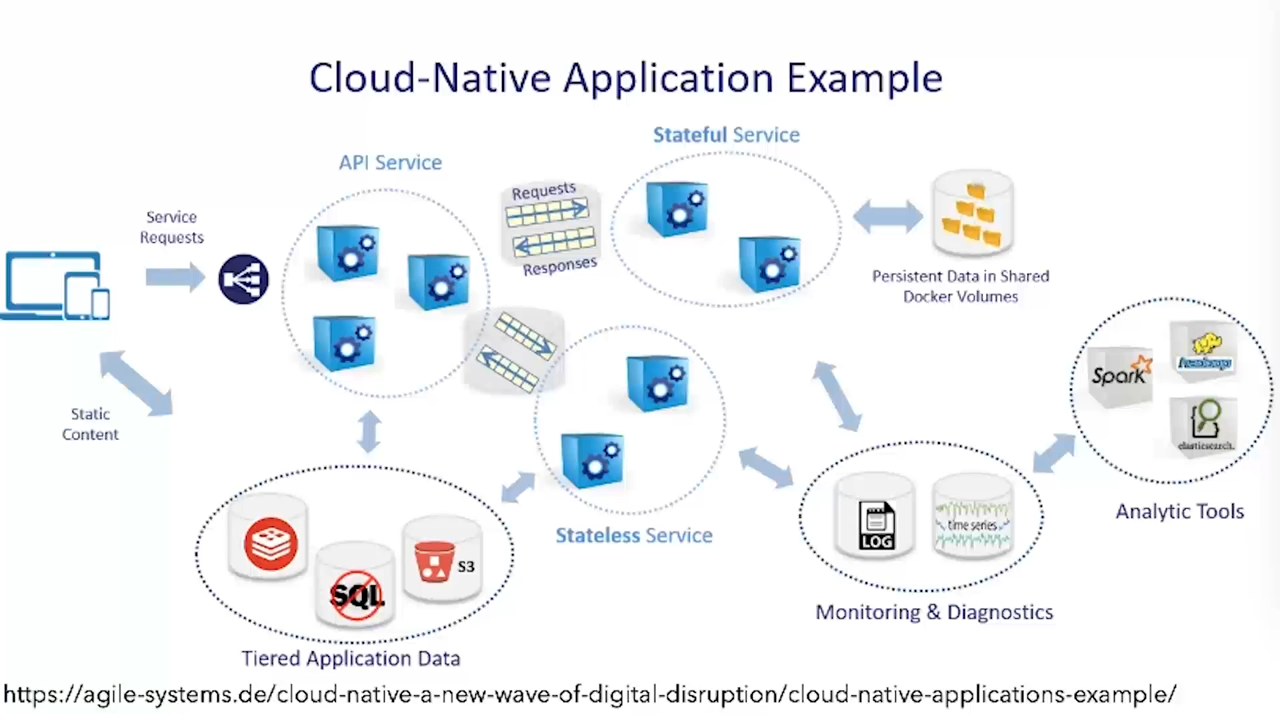 Cloud-Native Application Example
Stateful Service
API Service
Requests
Responses
Service
Requests
Persistent Data in Shared
Docker Volumes
Static
Content
Spark
hadoop
elasticsearch.
Analytic Tools
Stateless Service
LOG
time series
Monitoring & Diagnostics
SQL
S3
Tiered Application Data
https://agile-systems.de/cloud-native-a-new-wave-of-digital-disruption/cloud-native-applications-example/